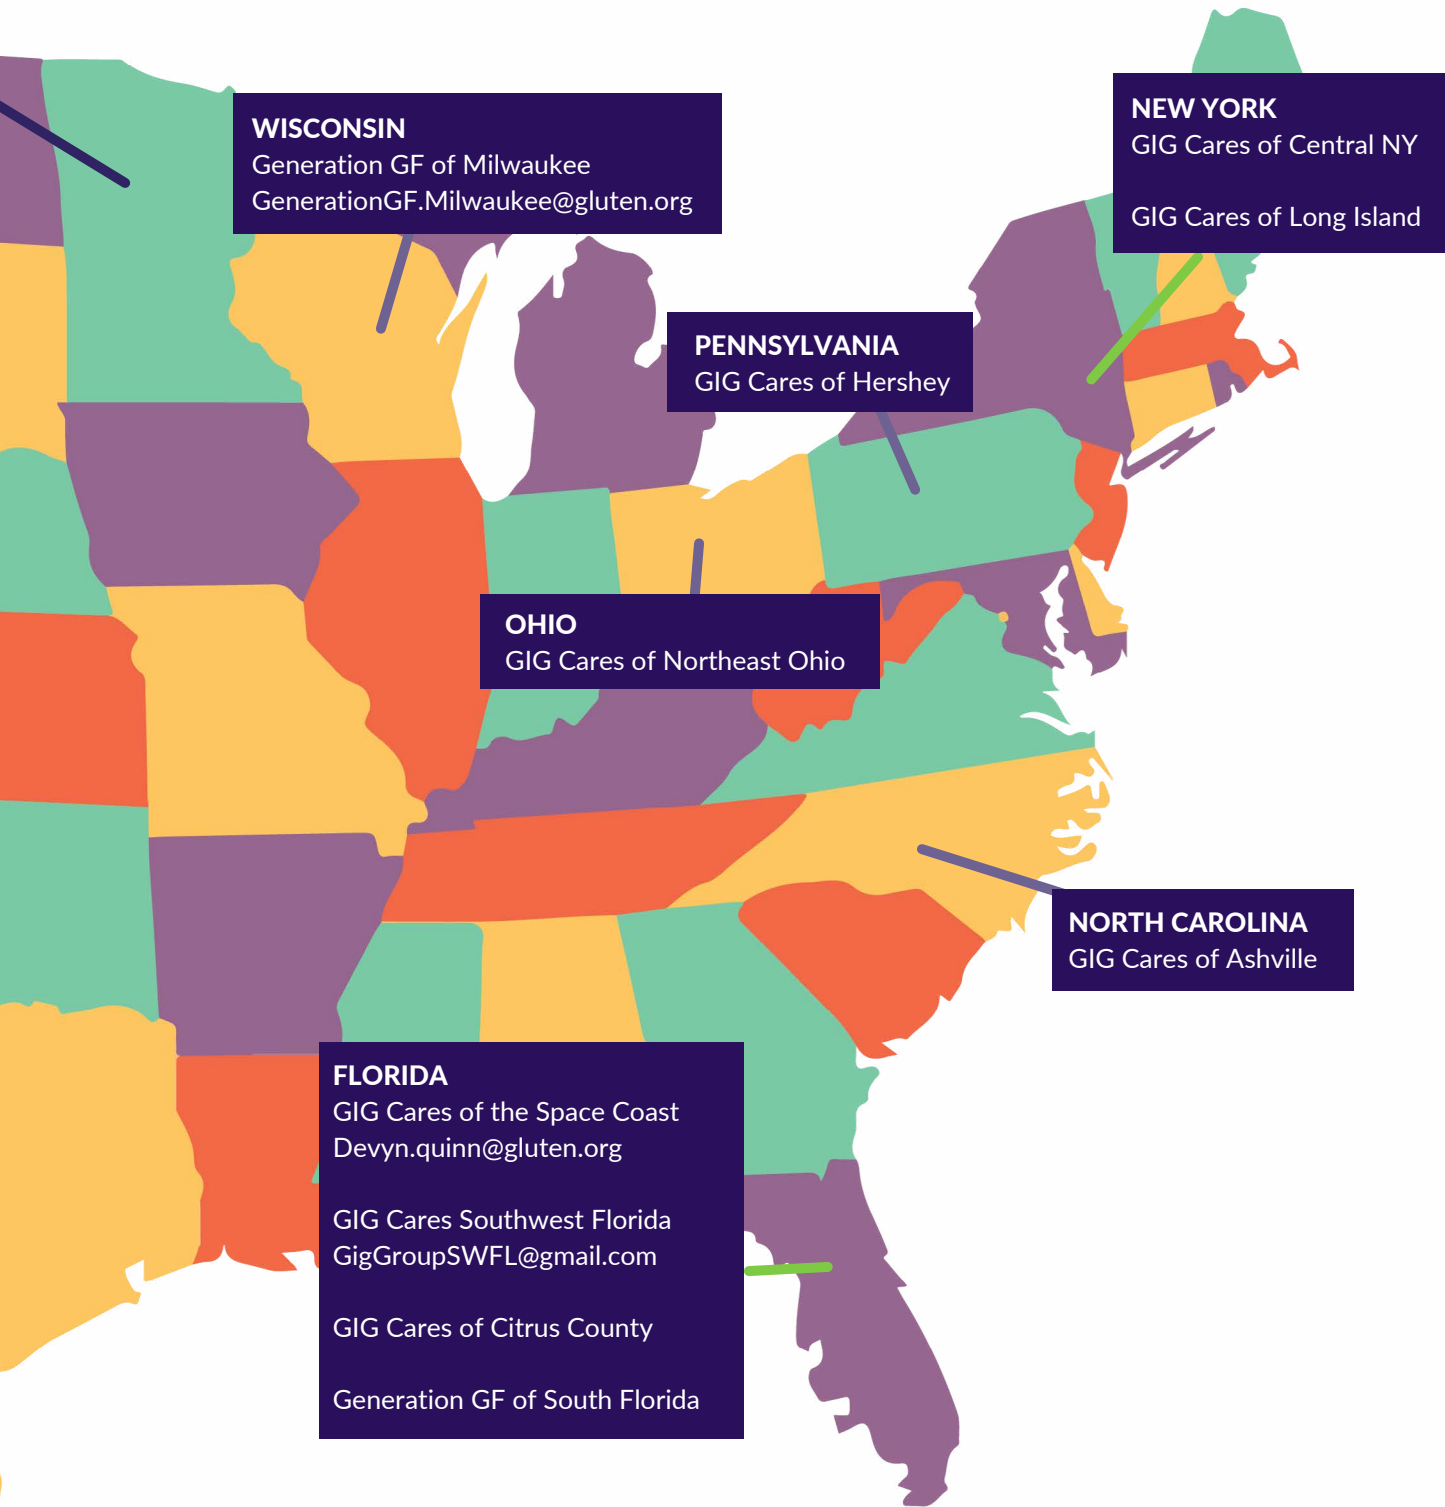 WISCONSIN
Generation GF of Milwaukee
GenerationGF.Milwaukee@gluten.org
NEW YORK
GIG Cares of Central NY
GIG Cares of Long Island
PENNSYLVANIA
GIG Cares of Hershey
OHIO
GIG Cares of Northeast Ohio
NORTH CAROLINA
GIG Cares of Ashville
FLORIDA
GIG Cares of the Space Coast
Devyn.quinn@gluten.org
GIG Cares Southwest Florida
GigGroupSWFL@gmail.com
GIG Cares of Citrus County
Generation GF of South Florida